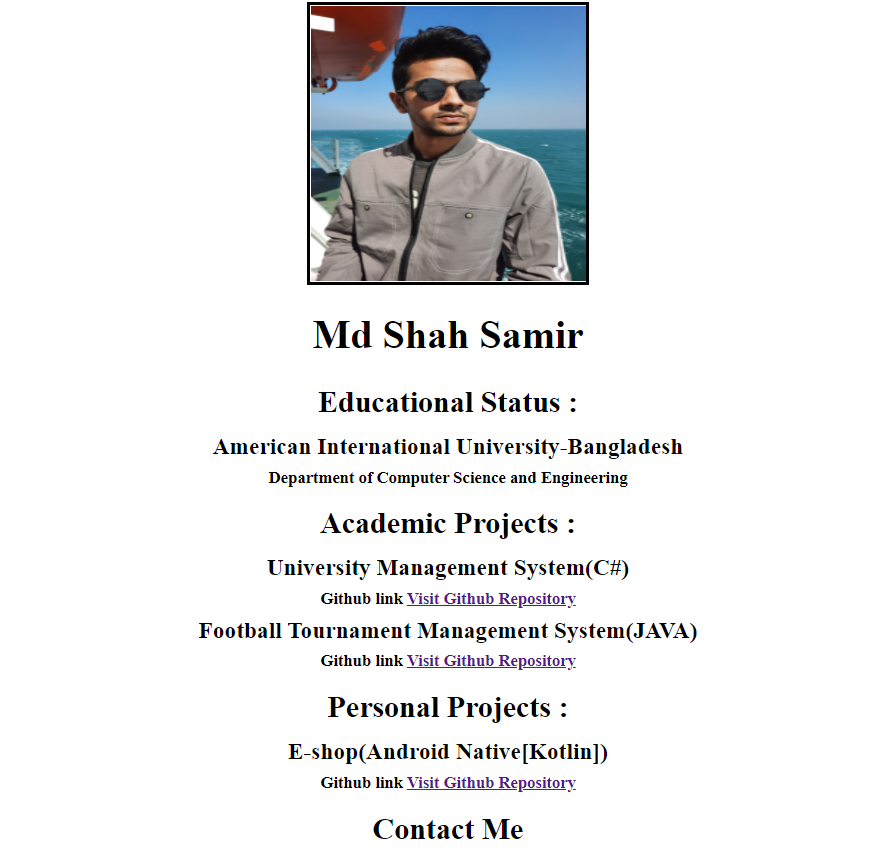 Md Shah Samir
Educational Status :
American International University-Bangladesh
Department of Computer Science and Engineering
Academic Projects :
University Management System(C#)
Github link Visit Github Repository
Football Tournament Management System(JAVA)
Github link Visit Github Repository
Personal Projects :
E-shop(Android Native[Kotlin])
Github link Visit Github Repository
Contact Me